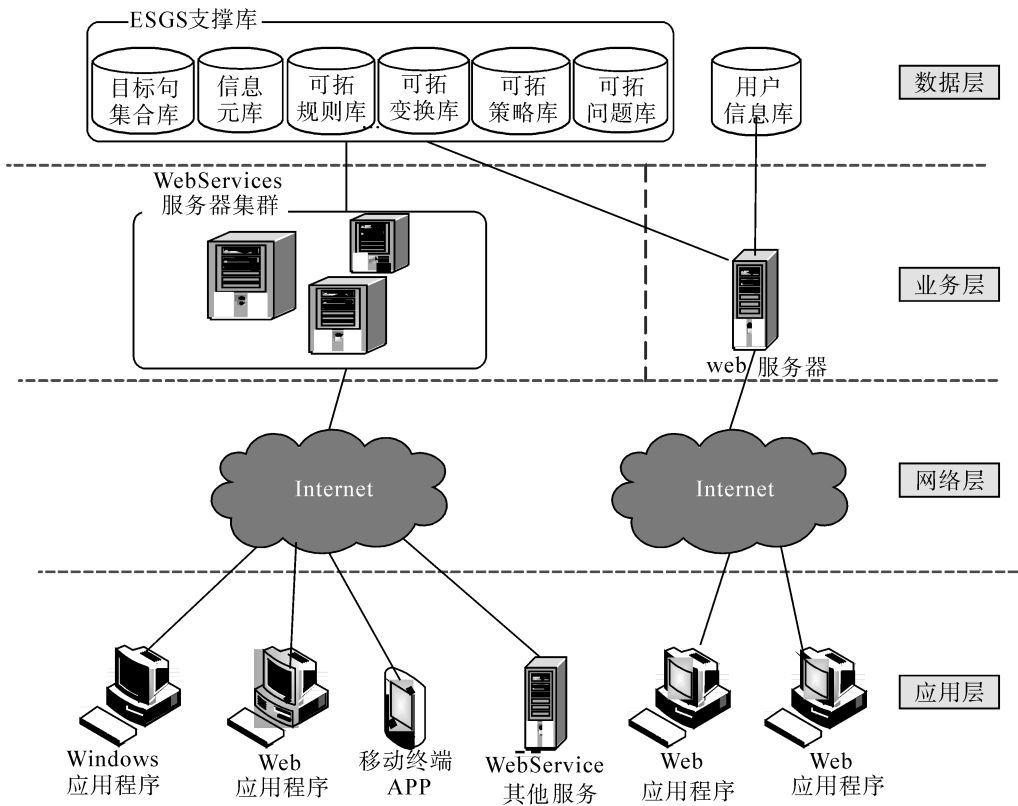 ESGS支撑库
目标句
集合库
信息
元库
可拓
规则库
可拓
变换库
可拓
策略库
可拓
问题库
...
用户
信息库
数据层
WebServices
服务器集群
业务层
web 服务器
Internet
Internet
网络层
应用层
Windows
应用程序
Web
应用程序
移动终端
APP
WebService
其他服务
Web
应用程序
Web
应用程序